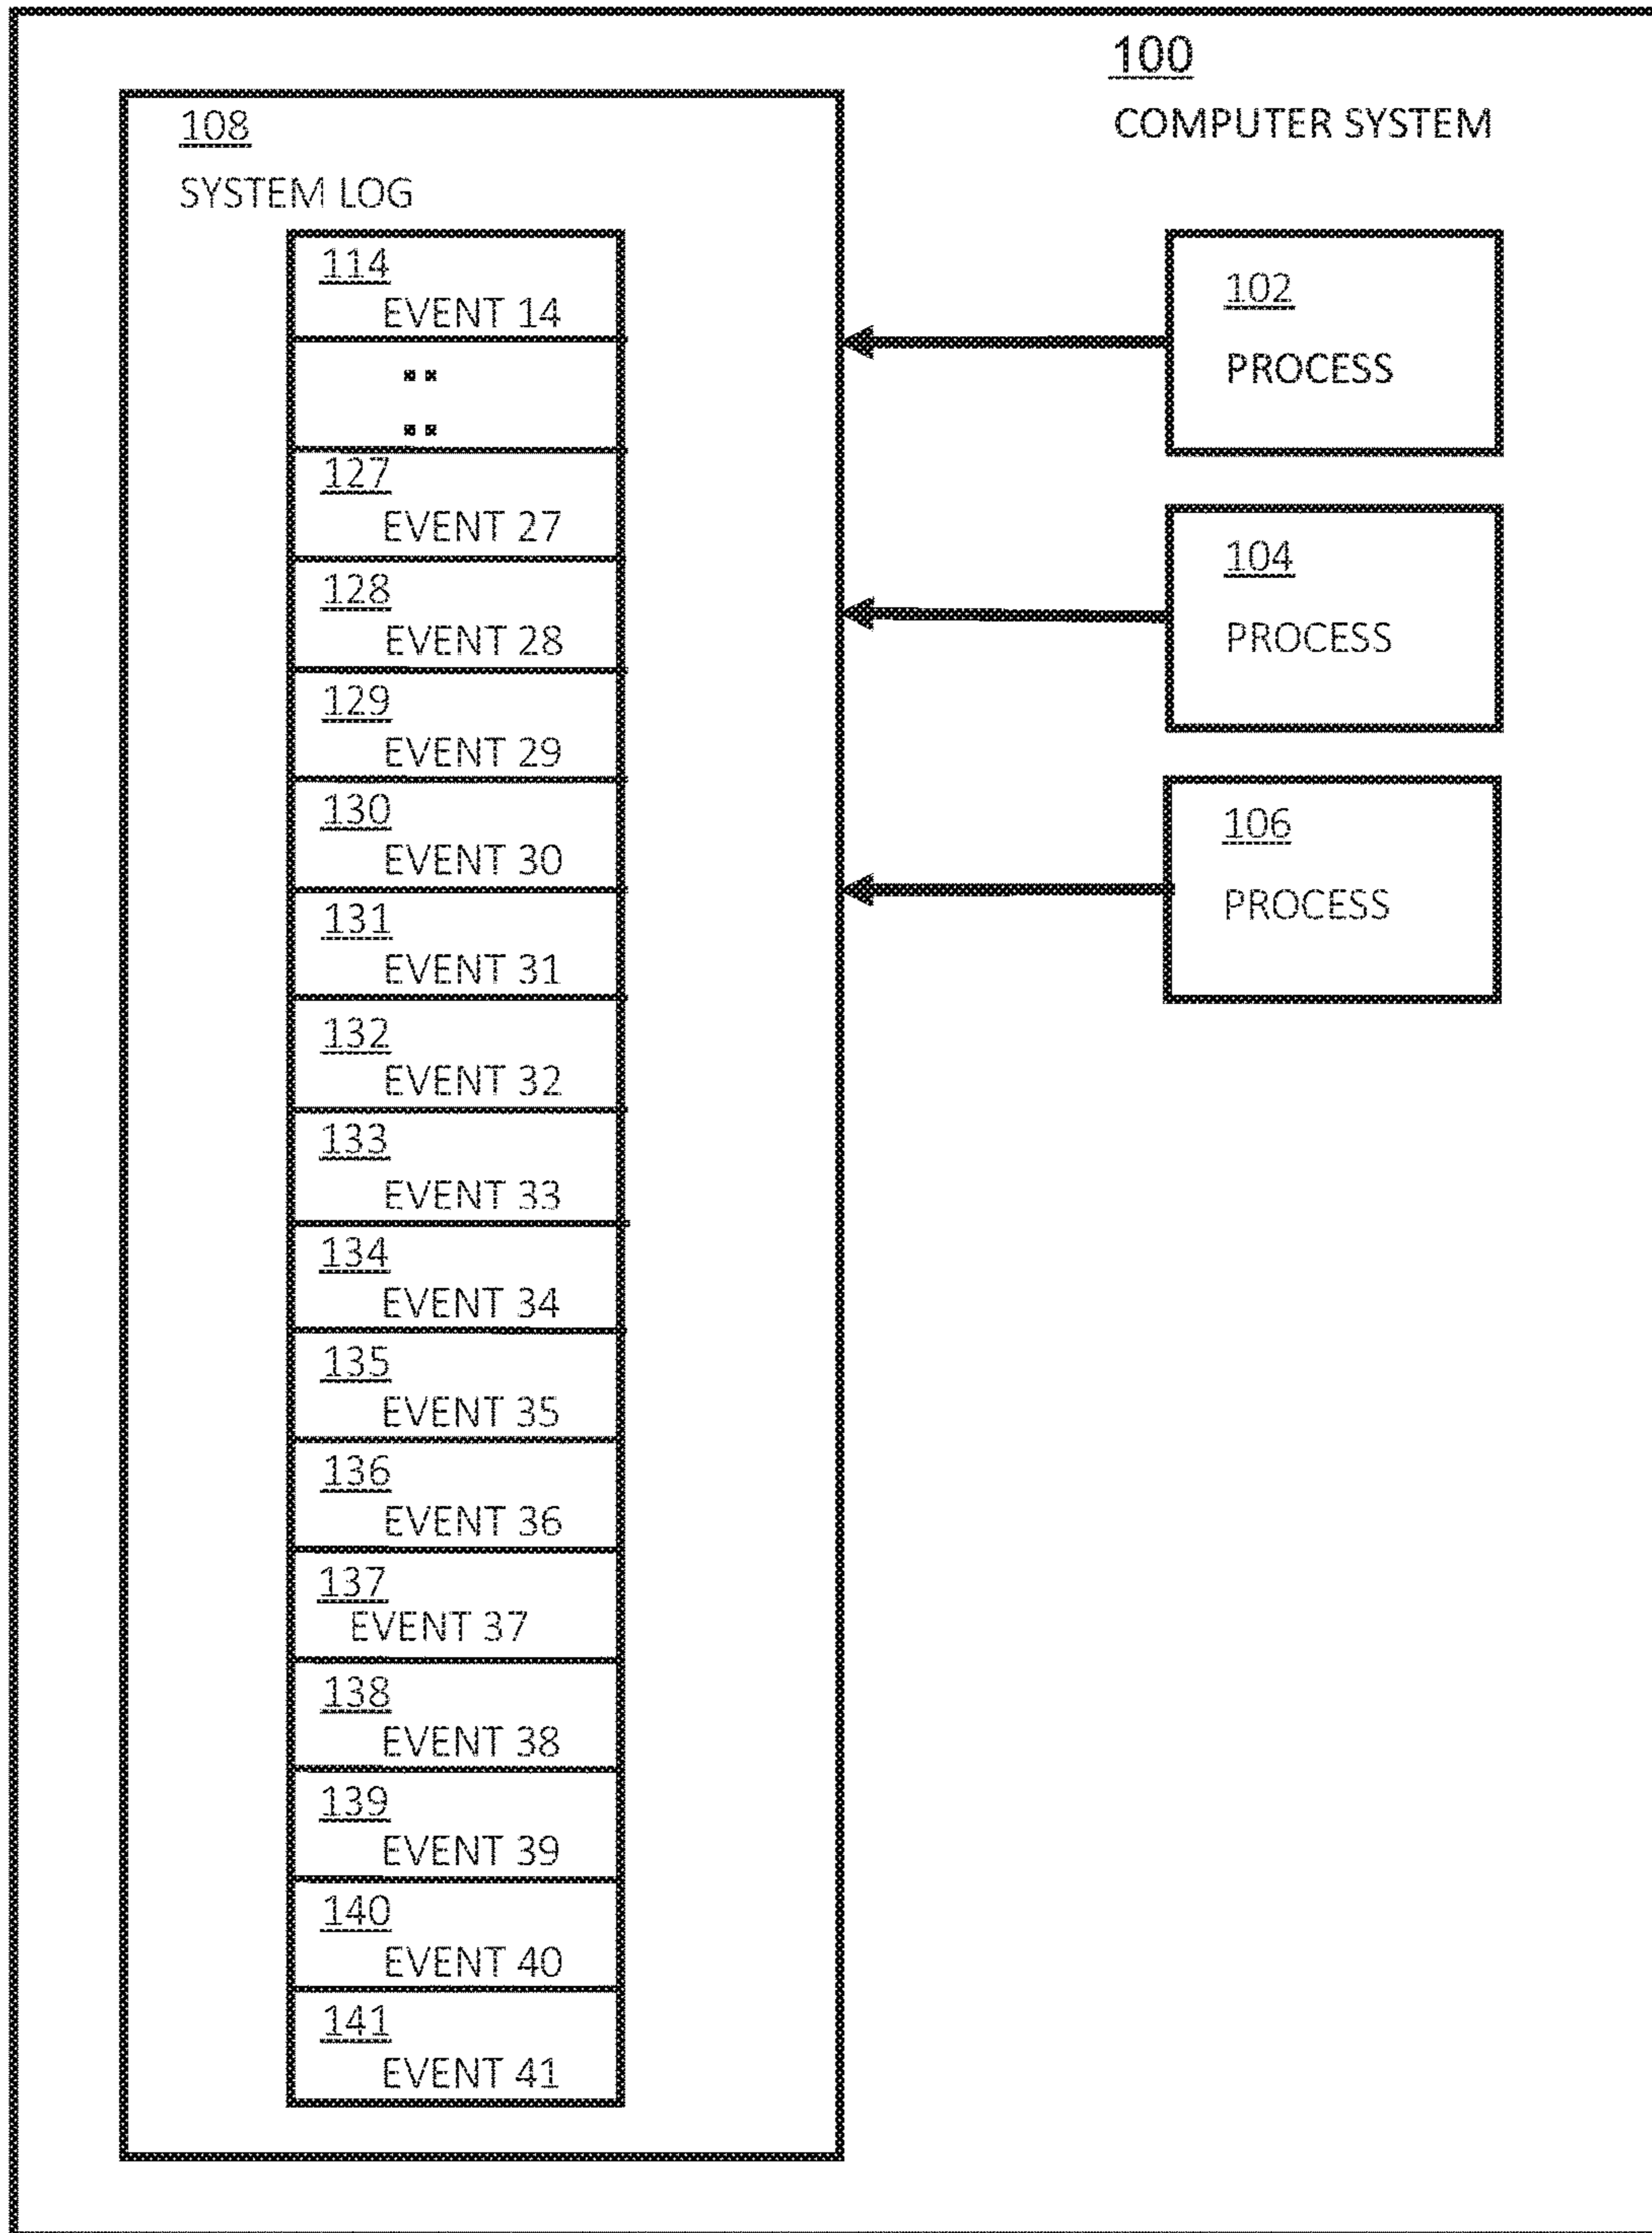 100
COMPUTER SYSTEM
108
SYSTEM LOG
114
EVENT 14
..
..
127
EVENT 27
128
EVENT 28
129
EVENT 29
130
EVENT 30
131
EVENT 31
132
EVENT 32
133
EVENT 33
134
EVENT 34
135
EVENT 35
136
EVENT 36
137
EVENT 37
138
EVENT 38
139
EVENT 39
140
EVENT 40
141
EVENT 41
102
PROCESS
104
PROCESS
106
PROCESS